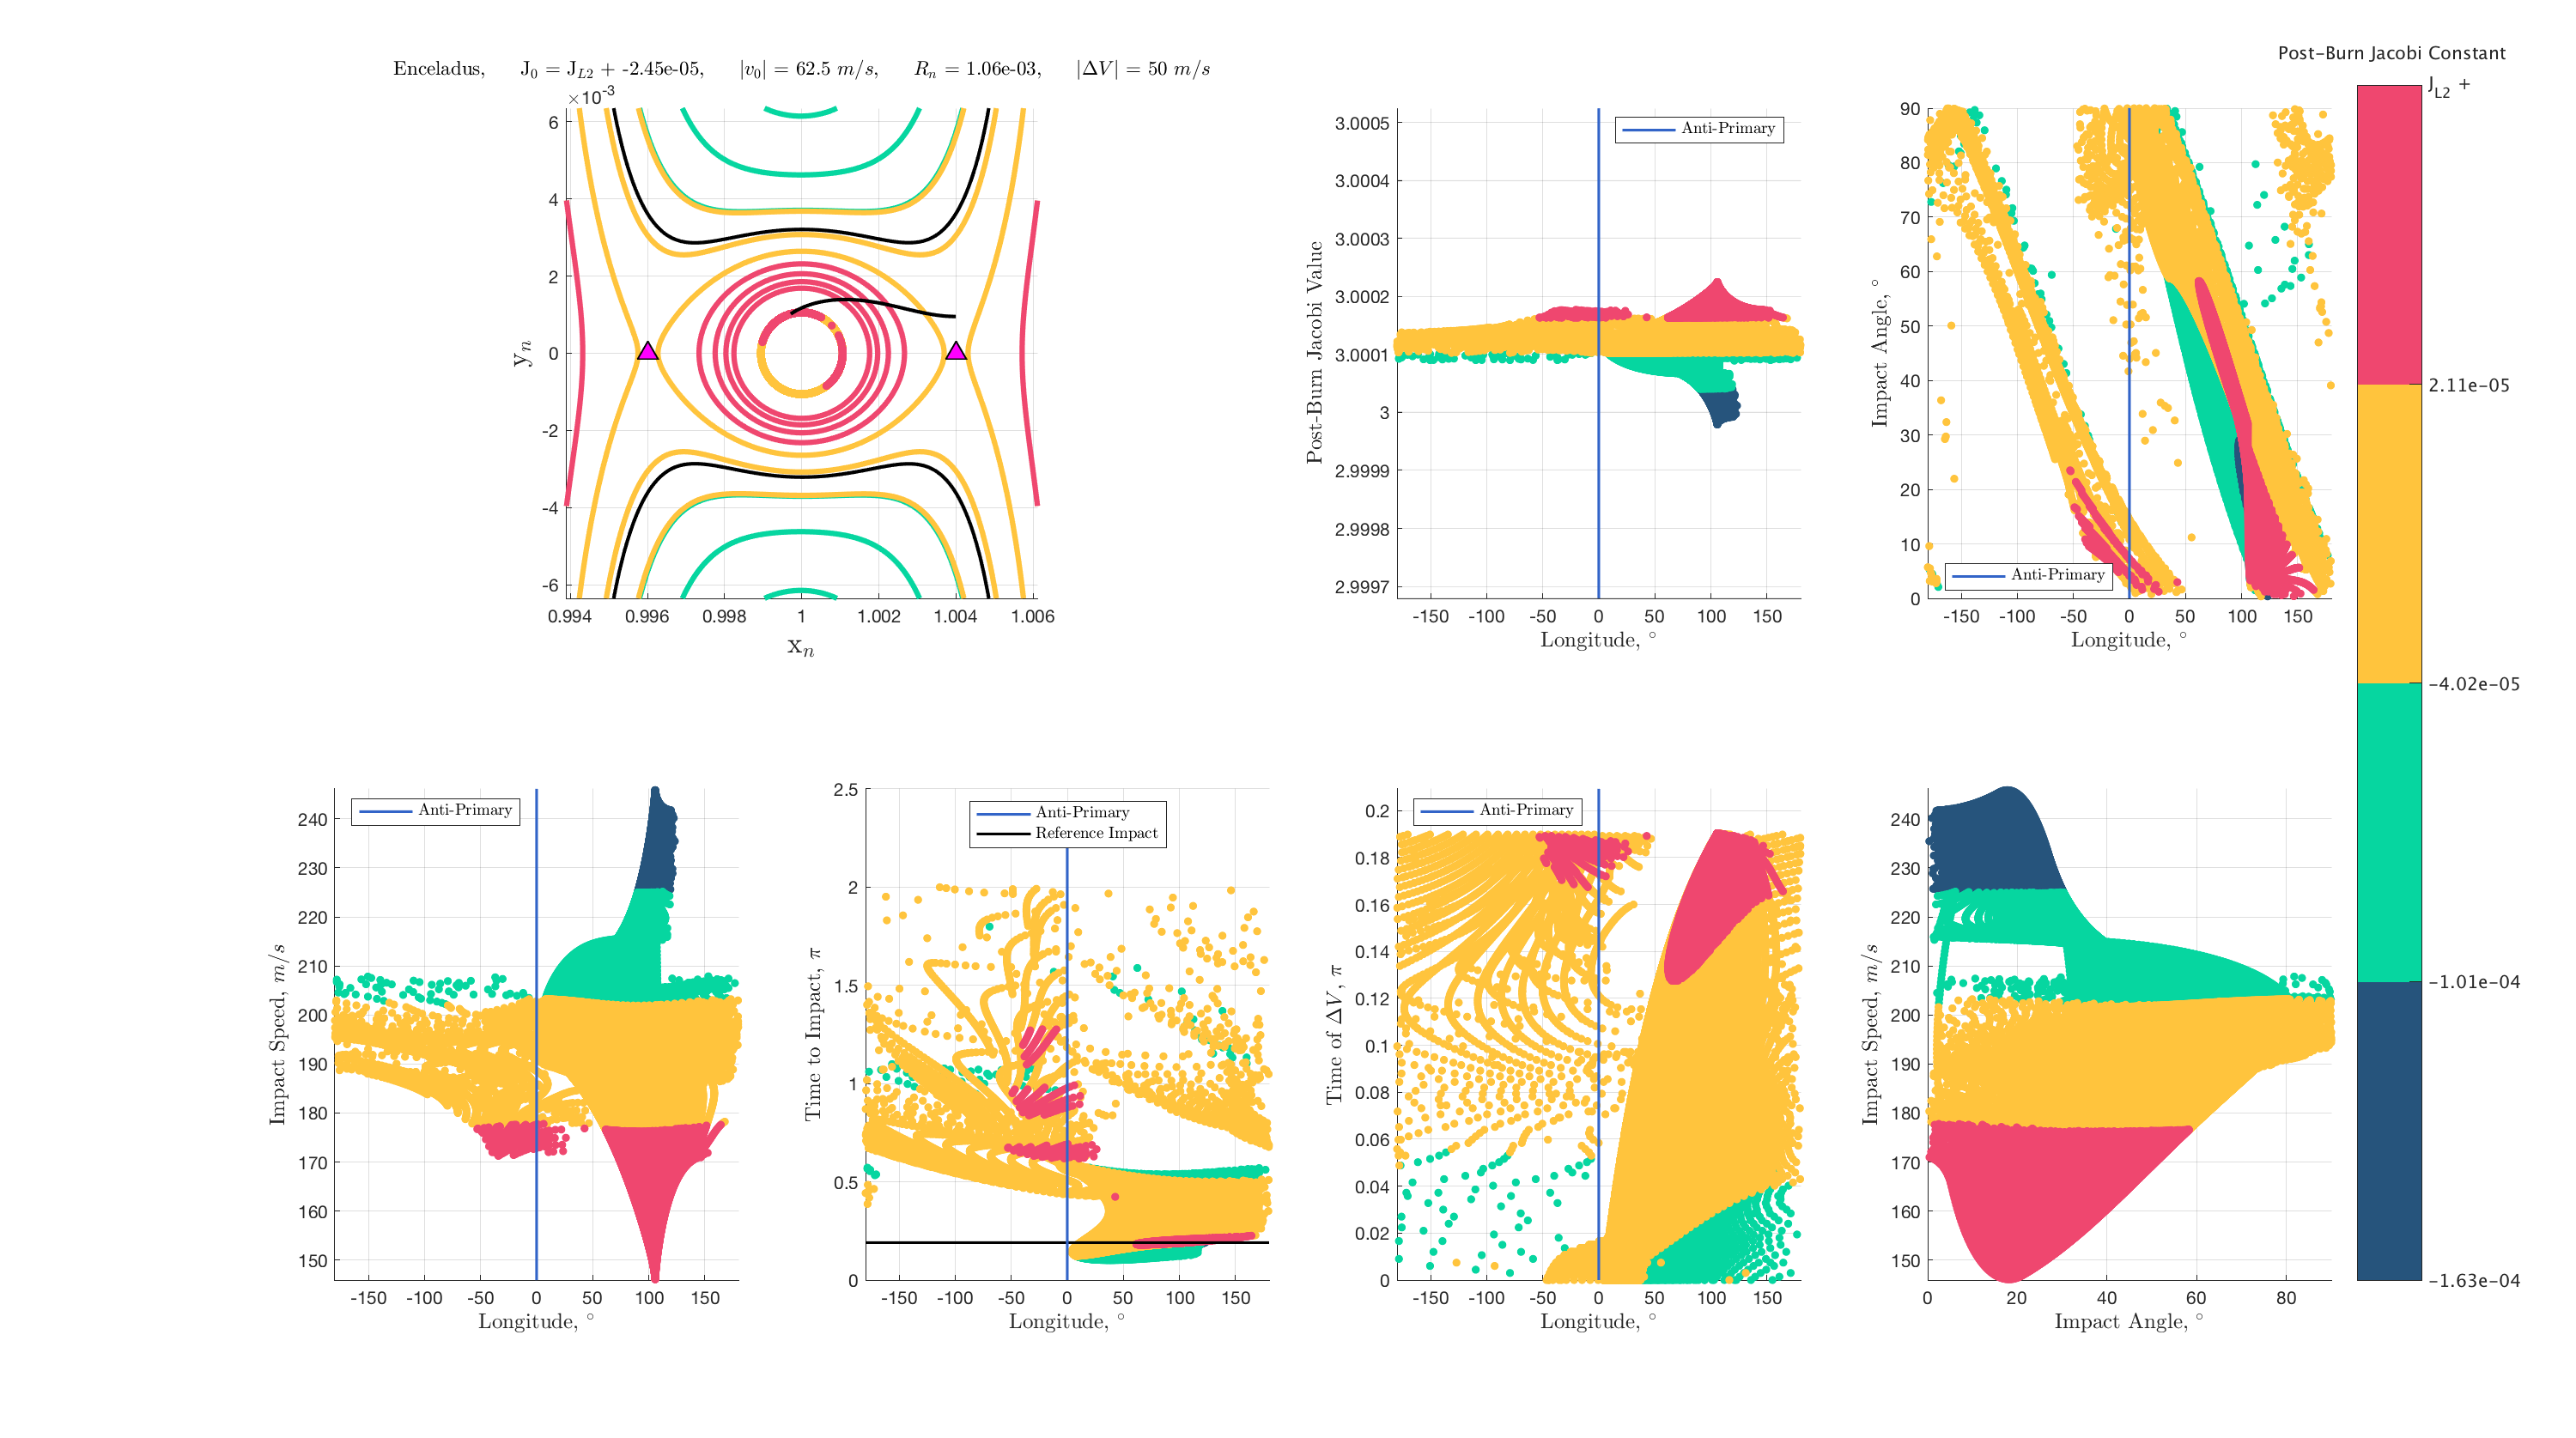 Post-Burn Jacobi Constant
Enceladus, J0 = JL2 + -2.45e-05, |v0| = 62.5 m/s, Rn = 1.06e-03, |ΔV| = 50 m/s
×10-3
6
4
2
0
-2
-4
-6
yn
0.994 0.996 0.998 1 1.002 1.004 1.006
xn
Anti-Primary
3.0005
3.0004
3.0003
3.0002
3.0001
3
2.9999
2.9998
2.9997
Post-Burn Jacobi Value
-150 -100 -50 0 50 100 150
Longitude, °
90
80
70
60
50
40
30
20
10
0
Impact Angle, °
Anti-Primary
-150 -100 -50 0 50 100 150
Longitude, °
JL2 +
2.11e-05
-4.02e-05
-1.01e-04
-1.63e-04
Anti-Primary
240
230
220
210
200
190
180
170
160
150
Impact Speed, m/s
-150 -100 -50 0 50 100 150
Longitude, °
Anti-Primary
Reference Impact
2.5
2
1.5
1
0.5
0
Time to Impact, π
-150 -100 -50 0 50 100 150
Longitude, °
Anti-Primary
0.2
0.18
0.16
0.14
0.12
0.1
0.08
0.06
0.04
0.02
0
Time of ΔV, π
-150 -100 -50 0 50 100 150
Longitude, °
240
230
220
210
200
190
180
170
160
150
Impact Speed, m/s
0 20 40 60 80
Impact Angle, °